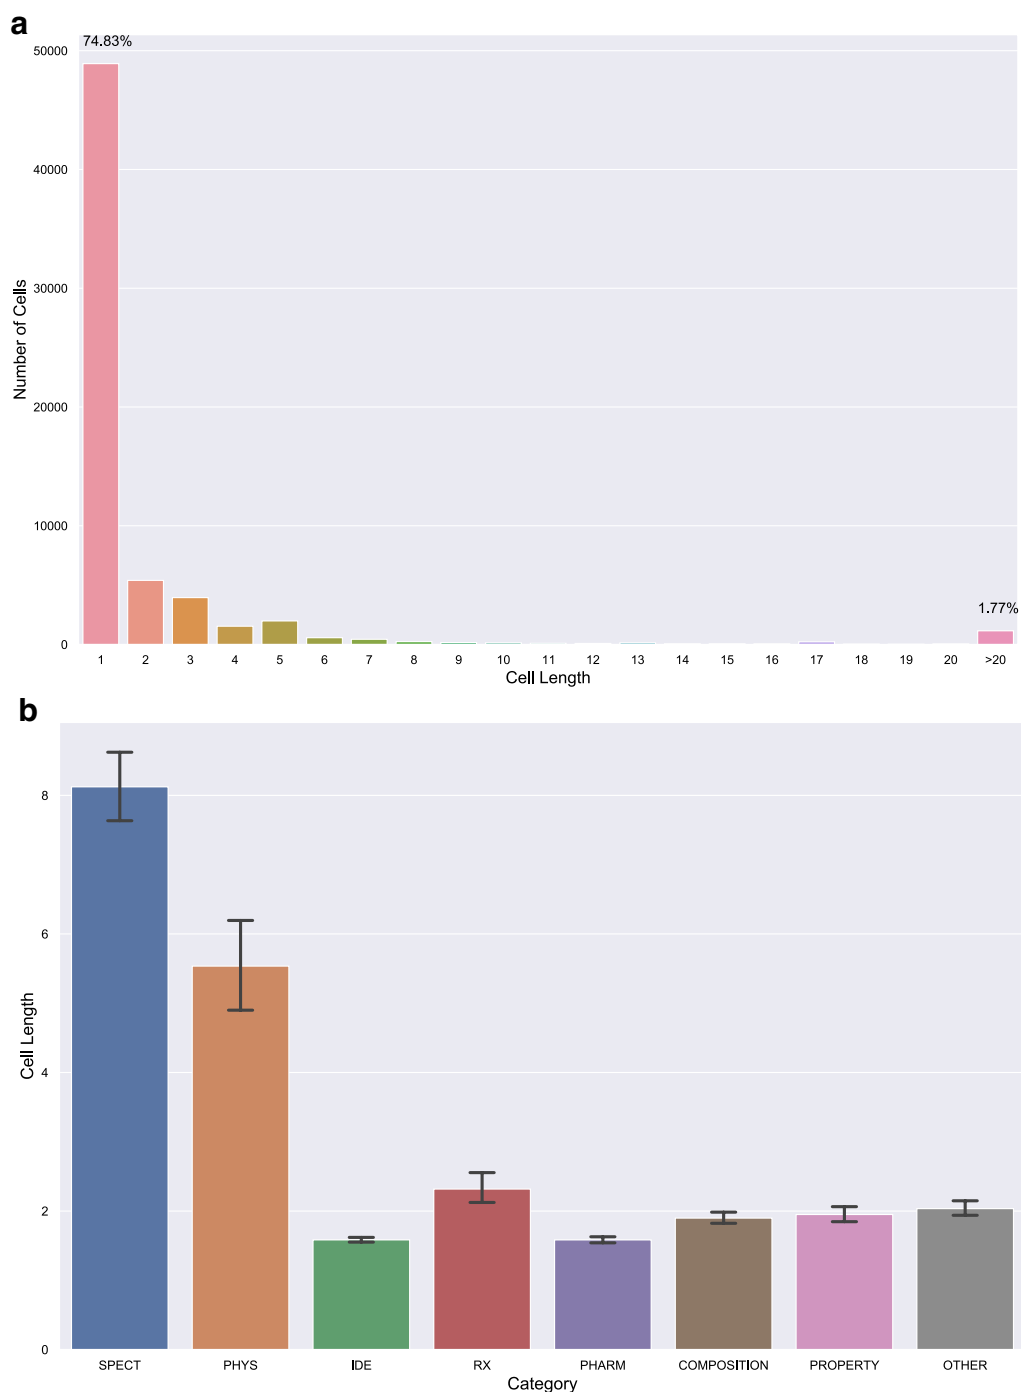 a
74.83%
50000
40000
30000
20000
10000
0
Number of Cells
1.77%
1 2 3 4 5 6 7 8 9 10 11 12 13 14 15 16 17 18 19 20 >20
Cell Length
b
8
6
4
2
0
Cell Length
SPECT PHYS IDE RX PHARM COMPOSITION PROPERTY OTHER
Category